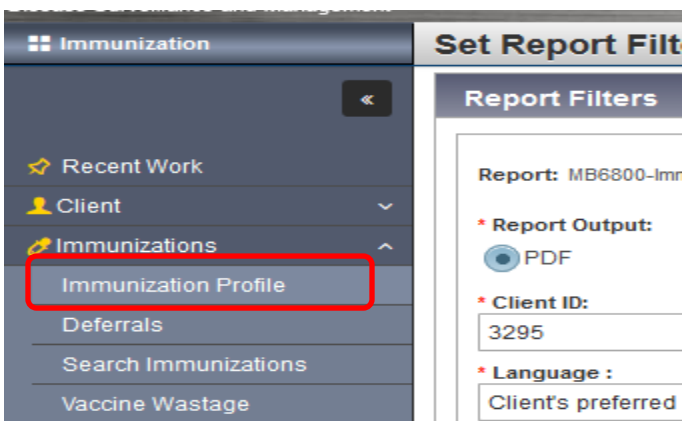 Immunization
Set Report Filt
«
Report Filters
Recent Work
Client
Immunizations
Immunization Profile
Deferrals
Search Immunizations
Vaccine Wastage
Report: MB6800-Imm
* Report Output:
PDF
* Client ID:
3295
* Language :
Client's preferred